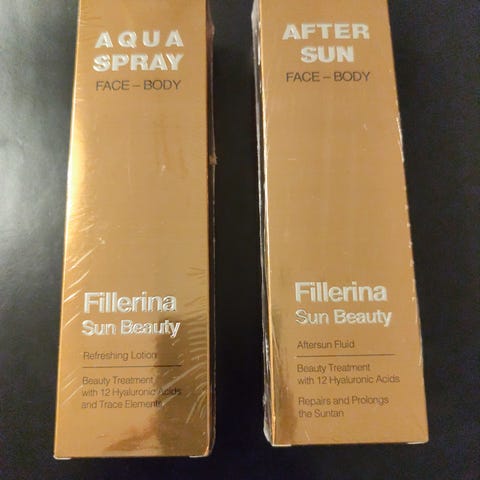 AQUA
SPRAY
FACE – BODY
Fillerina
Sun Beauty
Refreshing Lotion
Beauty Treatment
with 12 Hyaluronic Acids
and Trace Elements
AFTER
SUN
FACE – BODY
Fillerina
Sun Beauty
Aftersun Fluid
Beauty Treatment
with 12 Hyaluronic Acids
Repairs and Prolongs
the Suntan